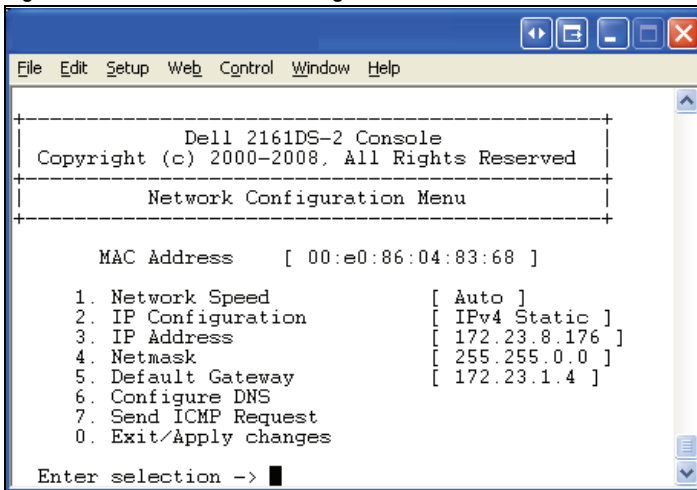 File Edit Setup Web Control Window Help
Dell 2161DS-2 Console
Copyright (c) 2000-2008, All Rights Reserved
Network Configuration Menu
MAC Address [ 00:e0:86:04:83:68 ]
1. Network Speed [ Auto ]
2. IP Configuration [ IPv4 Static ]
3. IP Address [ 172.23.8.176 ]
4. Netmask [ 255.255.0.0 ]
5. Default Gateway [ 172.23.1.4 ]
6. Configure DNS
7. Send ICMP Request
0. Exit/Apply changes
Enter selection ->